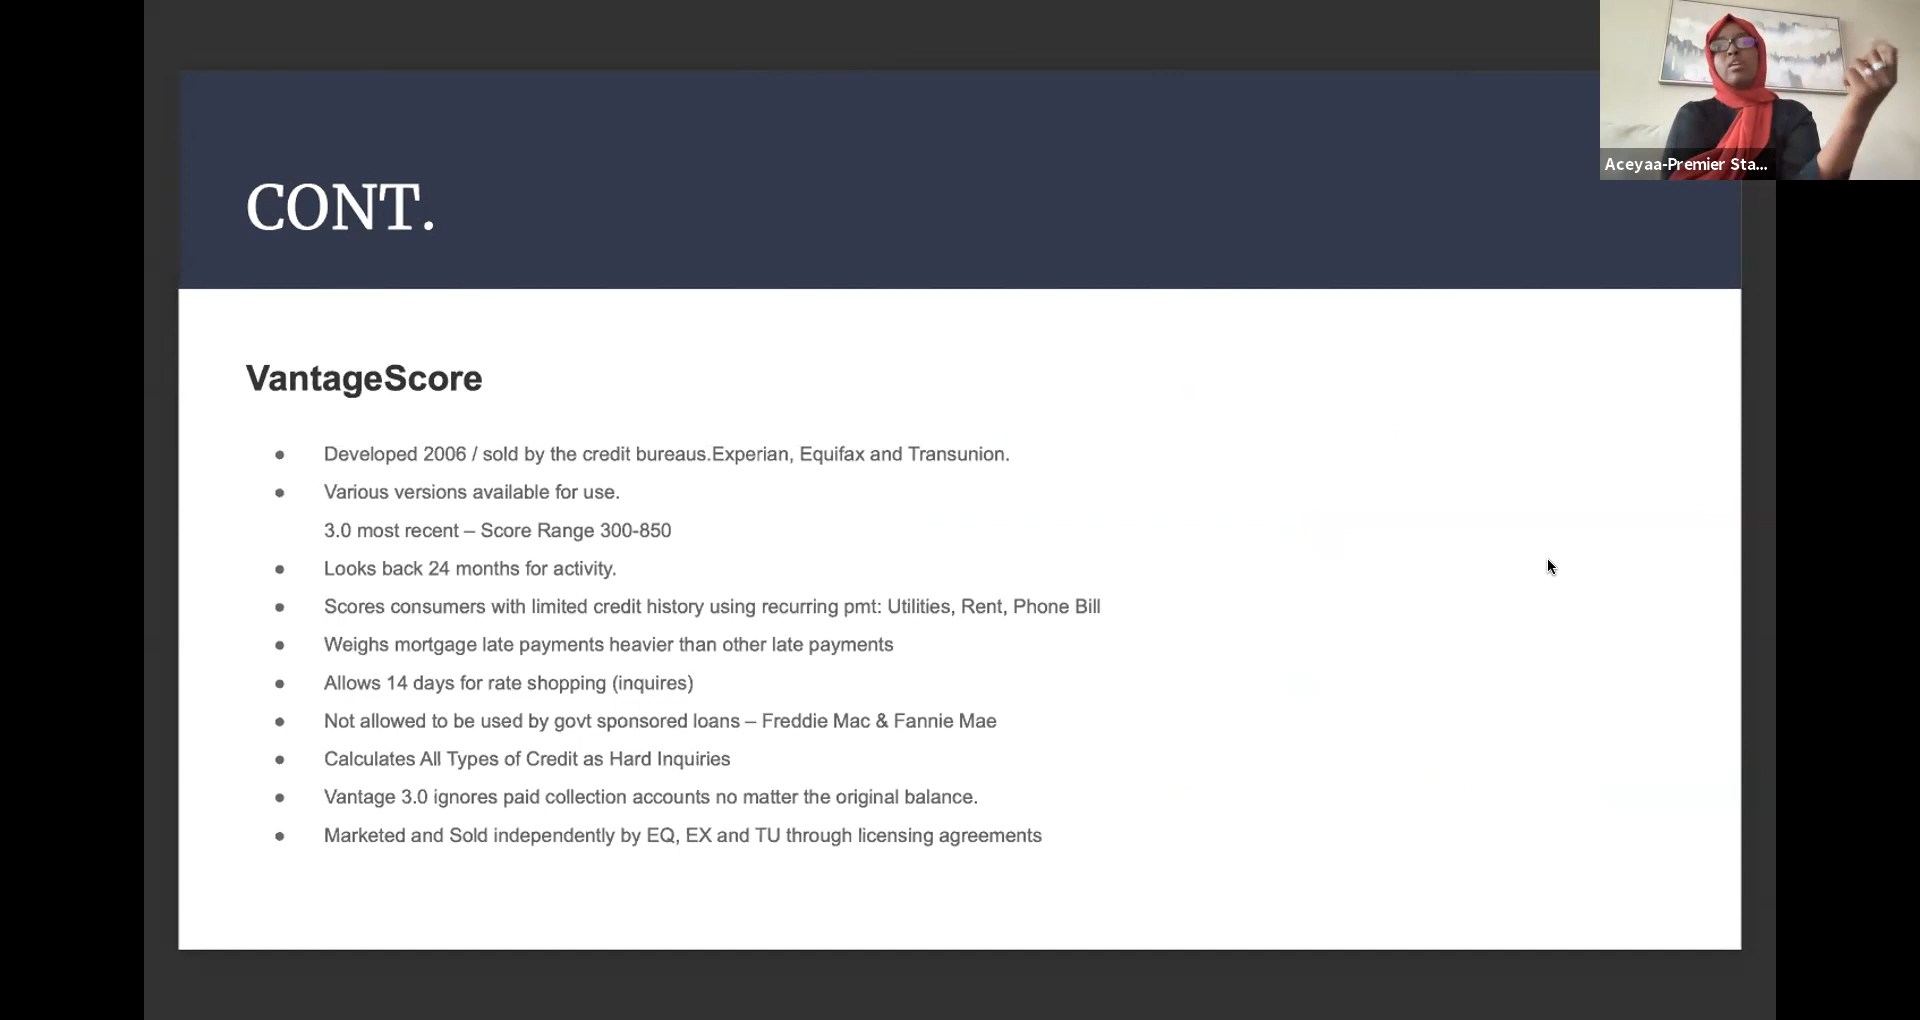 Aceyaa-Premier Sta...
CONT.
VantageScore
● Developed 2006 / sold by the credit bureaus.Experian, Equifax and Transunion.
● Various versions available for use.
3.0 most recent – Score Range 300-850
● Looks back 24 months for activity.
● Scores consumers with limited credit history using recurring pmt: Utilities, Rent, Phone Bill
● Weighs mortgage late payments heavier than other late payments
● Allows 14 days for rate shopping (inquires)
● Not allowed to be used by govt sponsored loans – Freddie Mac & Fannie Mae
● Calculates All Types of Credit as Hard Inquiries
● Vantage 3.0 ignores paid collection accounts no matter the original balance.
● Marketed and Sold independently by EQ, EX and TU through licensing agreements